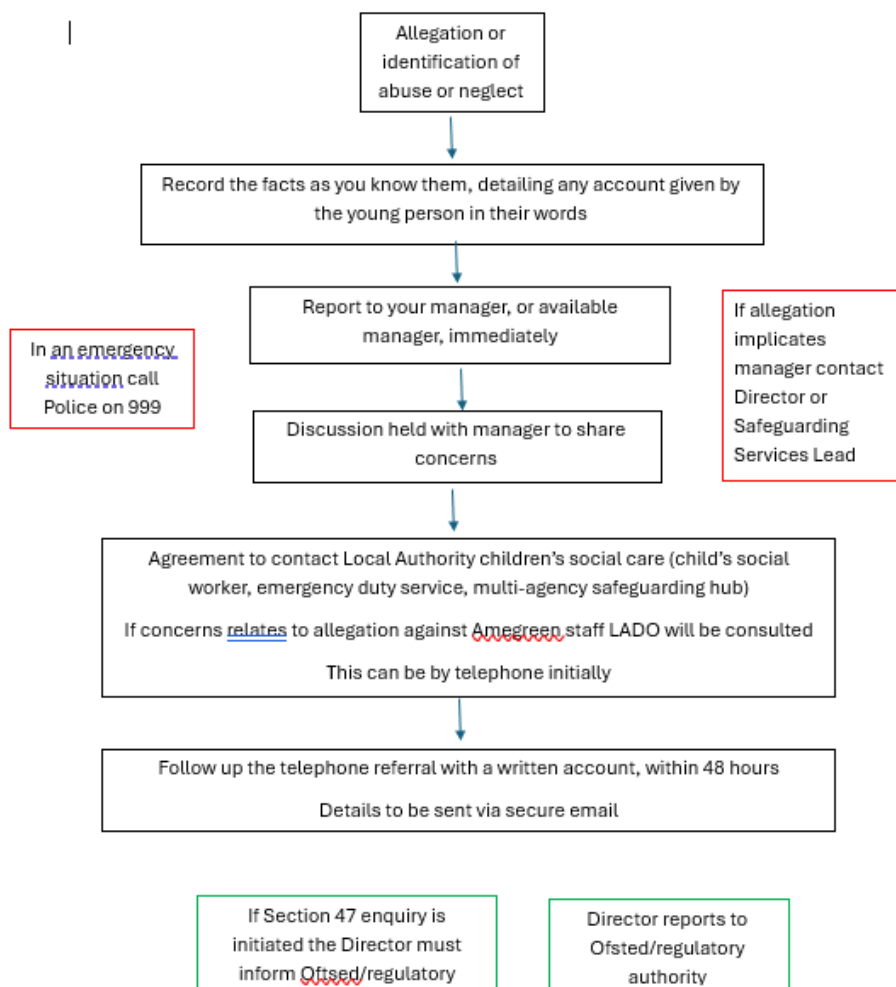 Allegation or
identification of
abuse or neglect
Record the facts as you know them, detailing any account given by
the young person in their words
Report to your manager, or available
manager, immediately
In an emergency
situation call
Police on 999
If allegation
implicates
manager contact
Director or
Safeguarding
Services Lead
Discussion held with manager to share
concerns
Agreement to contact Local Authority children's social care (child's social
worker, emergency duty service, multi-agency safeguarding hub)
If concerns relates to allegation against Amegreen staff LADO will be consulted
This can be by telephone initially
Follow up the telephone referral with a written account, within 48 hours
Details to be sent via secure email
If Section 47 enquiry is
initiated the Director must
inform Oftsed/regulatory
Director reports to
Ofsted/regulatory
authority